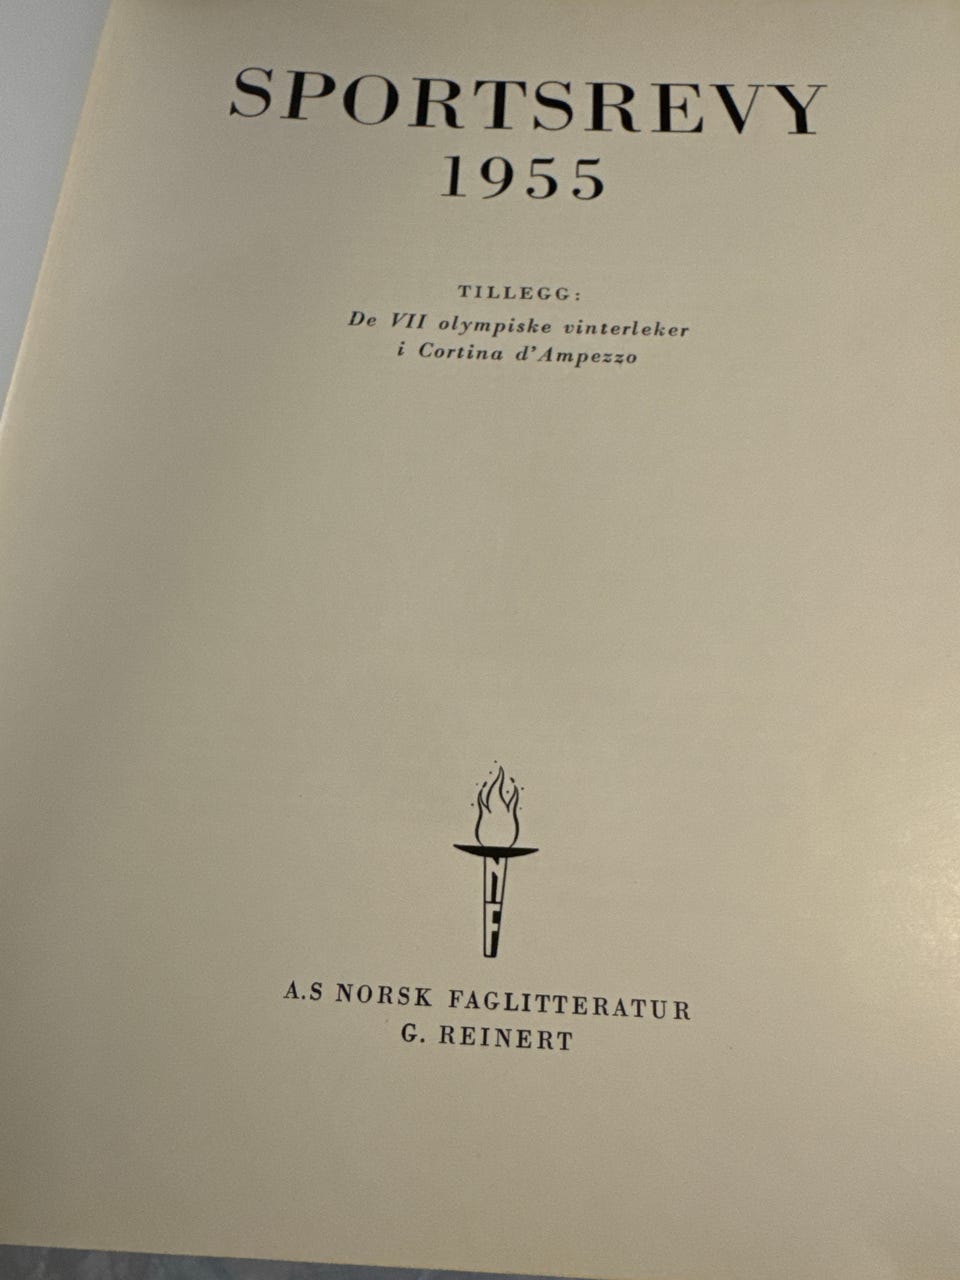 SPORTSREVY
1955
TILLEGG:
De VII olympiske vinterleker
i Cortina d'Ampezzo
NIF
A.S NORSK FAGLITTERATUR
G. REINERT